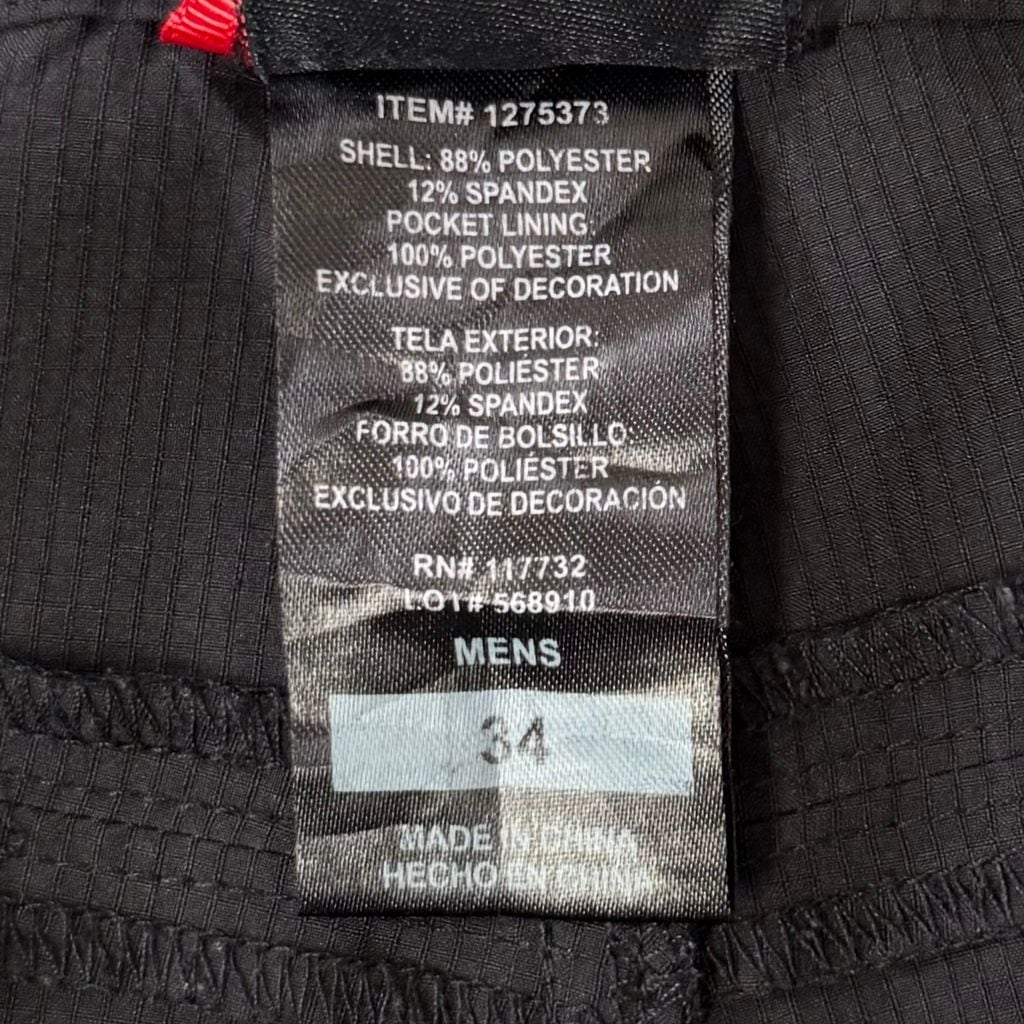 ITEM# 1275373
SHELL: 88% POLYESTER
12% SPANDEX
POCKET LINING:
100% POLYESTER
EXCLUSIVE OF DECORATION
TELA EXTERIOR:
88% POLIÉSTER
12% SPANDEX
FORRO DE BOLSILLO:
100% POLIÉSTER
EXCLUSIVO DE DECORACIÓN
RN# 117732
LOT# 568910
MENS
34
MADE IN CHINA
HECHO EN CHINA